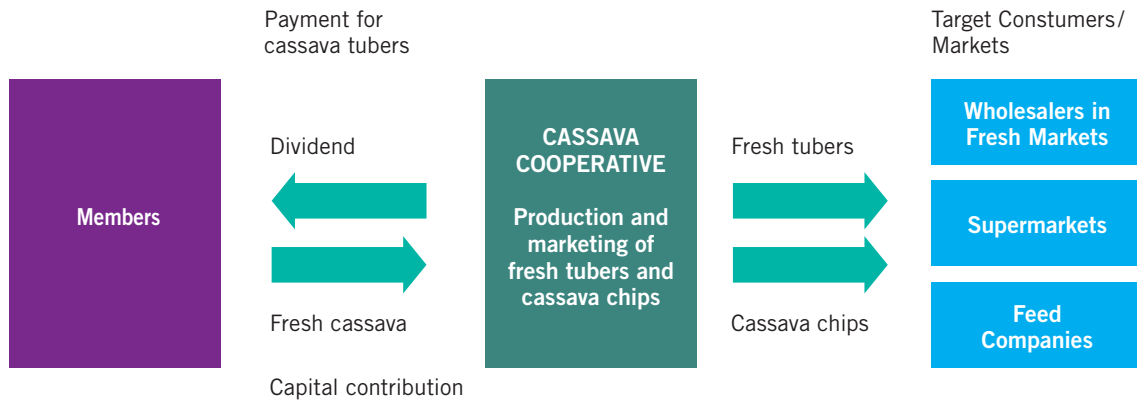 Payment for
cassava tubers
Target Constumers/
Markets
Members
Dividend
Fresh cassava
Capital contribution
CASSAVA
COOPERATIVE
Production and
marketing of
fresh tubers and
cassava chips
Fresh tubers
Cassava chips
Wholesalers in
Fresh Markets
Supermarkets
Feed
Companies